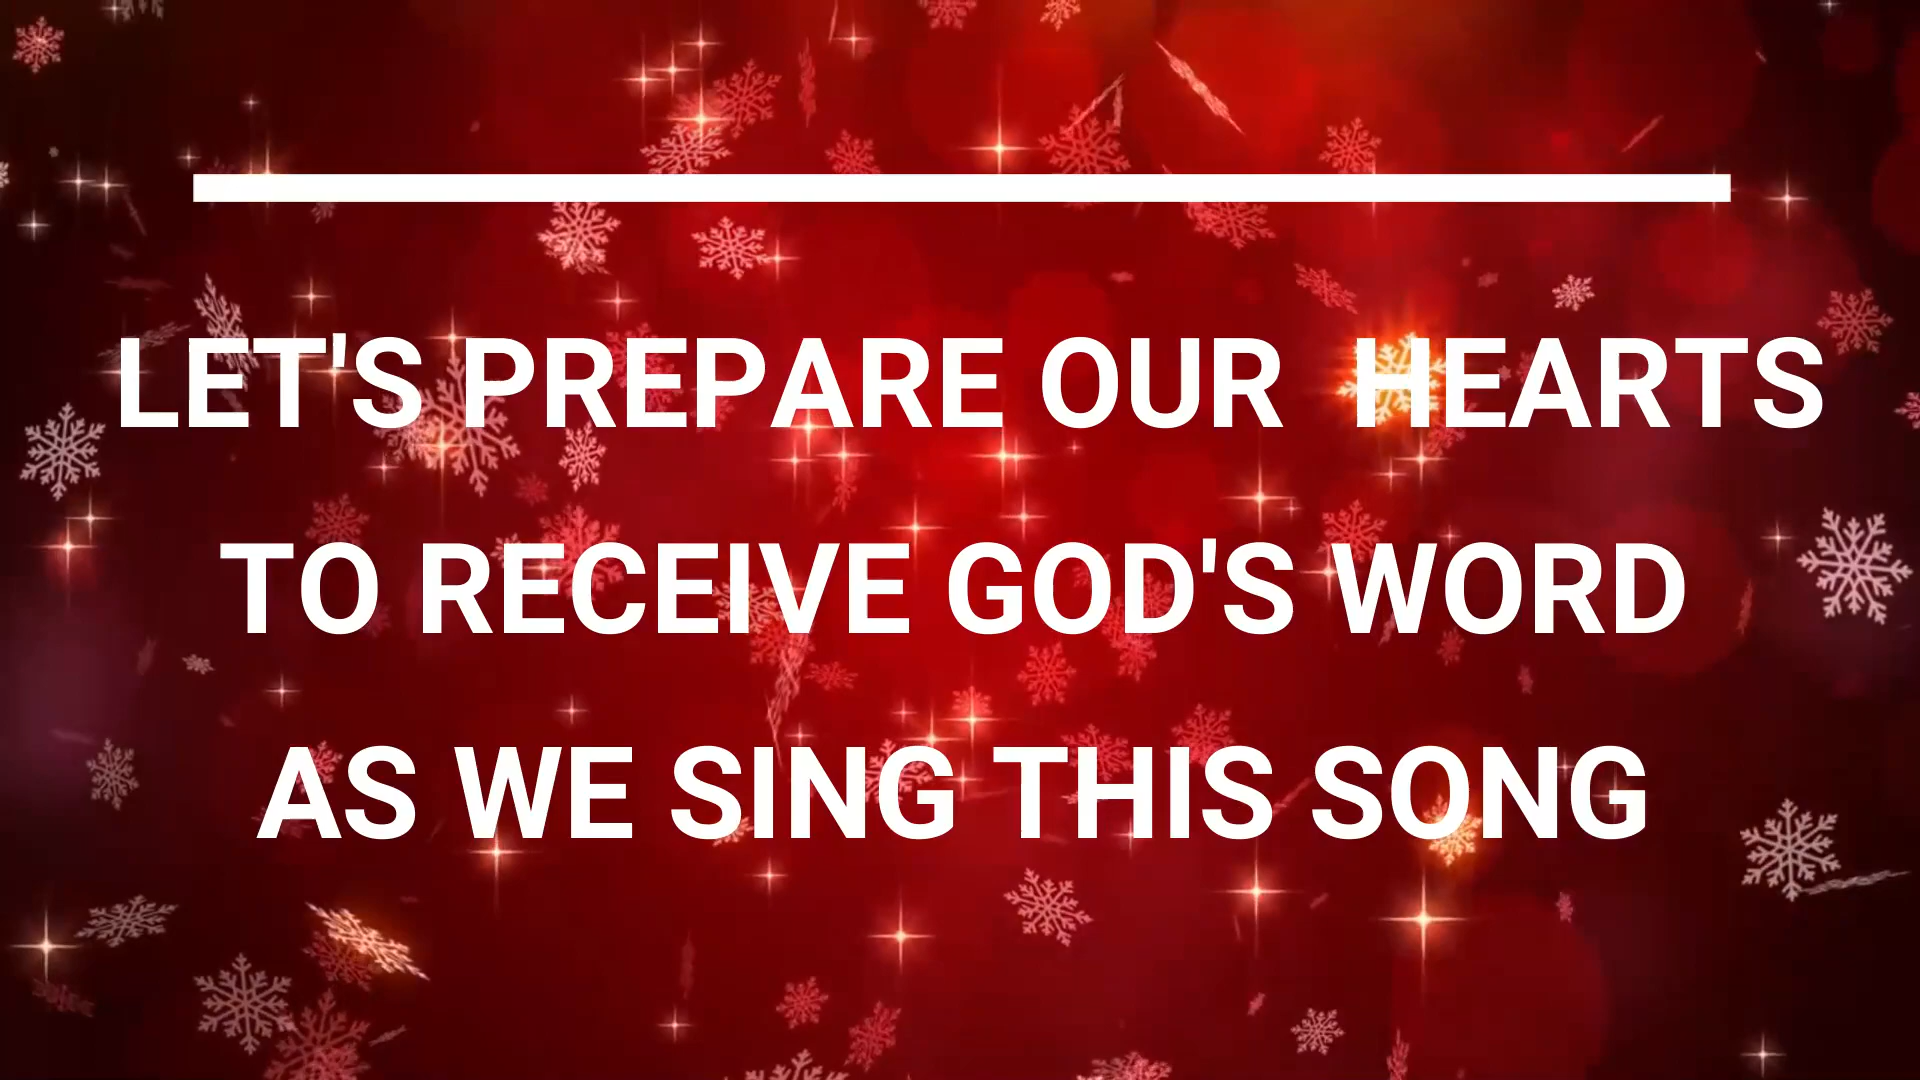 LET'S PREPARE OUR  HEARTS
TO RECEIVE GOD'S WORD
AS WE SING THIS SONG